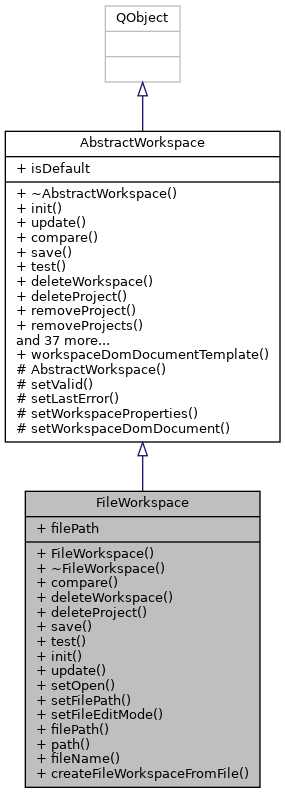 QObject
AbstractWorkspace
+ isDefault
+ ~AbstractWorkspace()
+ init()
+ update()
+ compare()
+ save()
+ test()
+ deleteWorkspace()
+ deleteProject()
+ removeProject()
+ removeProjects()
and 37 more...
+ workspaceDomDocumentTemplate()
# AbstractWorkspace()
# setValid()
# setLastError()
# setWorkspaceProperties()
# setWorkspaceDomDocument()
FileWorkspace
+ filePath
+ FileWorkspace()
+ ~FileWorkspace()
+ compare()
+ deleteWorkspace()
+ deleteProject()
+ save()
+ test()
+ init()
+ update()
+ setOpen()
+ setFilePath()
+ setFileEditMode()
+ filePath()
+ path()
+ fileName()
+ createFileWorkspaceFromFile()